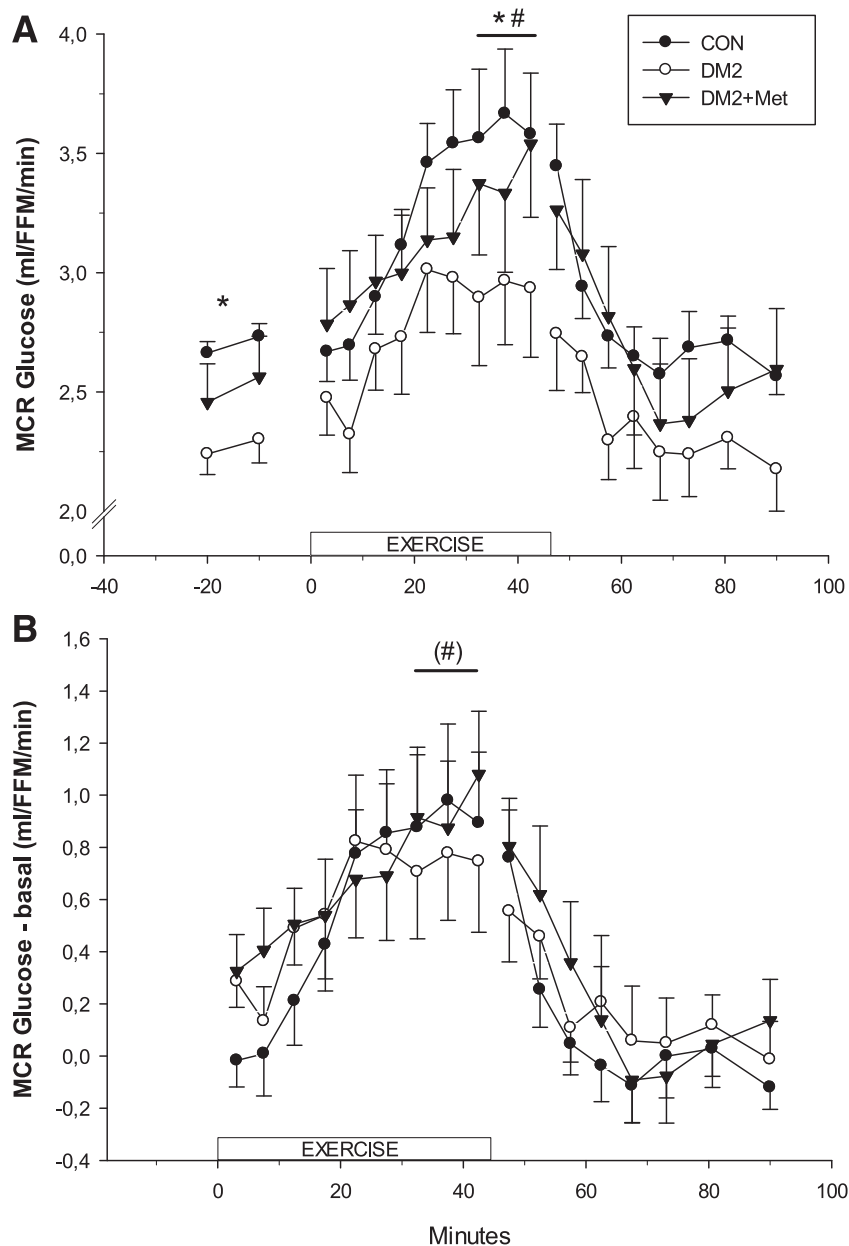 A
* #
CON
DM2
DM2+Met
MCR Glucose (ml/FFM/min)
4,0
3,5
3,0
*
2,5
2,0
0,0
EXERCISE
-40 -20 0 20 40 60 80 100
B
(#)
MCR Glucose - basal (ml/FFM/min)
1,6
1,4
1,2
1,0
0,8
0,6
0,4
0,2
0,0
-0,2
-0,4
EXERCISE
0 20 40 60 80 100
Minutes